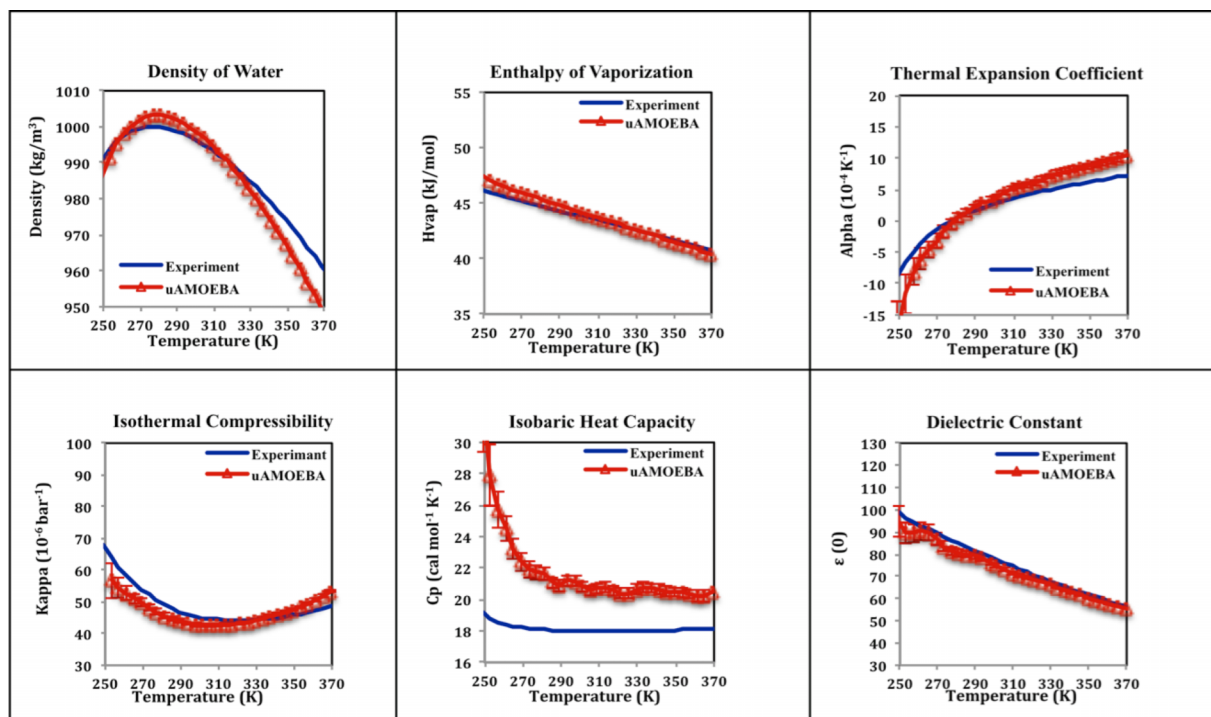 Density of Water
1010
1000
990
980
970
960
950
Density (kg/m³)
Experiment
uAMOEBA
250 270 290 310 330 350 370
Temperature (K)
Enthalpy of Vaporization
55
50
45
40
35
Hvap (kJ/mol)
Experiment
uAMOEBA
250 270 290 310 330 350 370
Temperature (K)
Thermal Expansion Coefficient
20
15
10
5
0
-5
-10
-15
Alpha (10⁻⁴ K⁻¹)
Experiment
uAMOEBA
250 270 290 310 330 350 370
Temperature (K)
Isothermal Compressibility
100
90
80
70
60
50
40
30
Kappa (10⁻⁶ bar⁻¹)
Experimant
uAMOEBA
250 270 290 310 330 350 370
Temperature (K)
Isobaric Heat Capacity
30
28
26
24
22
20
18
16
Cp (cal mol⁻¹ K⁻¹)
Experiment
uAMOEBA
250 270 290 310 330 350 370
Temperature (K)
Dielectric Constant
130
120
110
100
90
80
70
60
50
40
30
ε (0)
Experiment
uAMOEBA
250 270 290 310 330 350 370
Temperature (K)